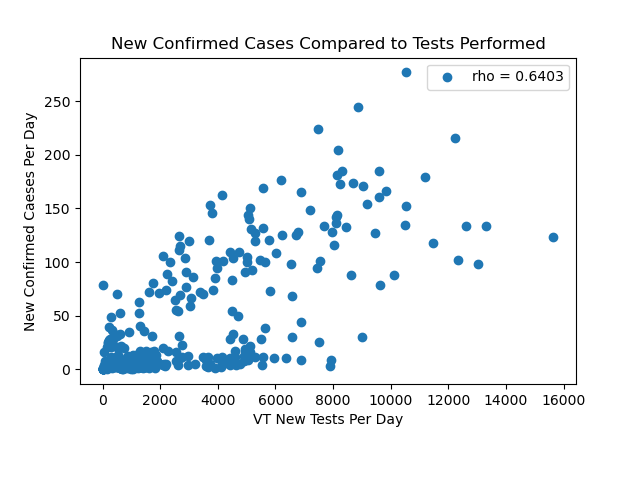 New Confirmed Cases Compared to Tests Performed
rho = 0.6403
250
200
150
100
50
0
New Confirmed Caeses Per Day
0 2000 4000 6000 8000 10000 12000 14000 16000
VT New Tests Per Day